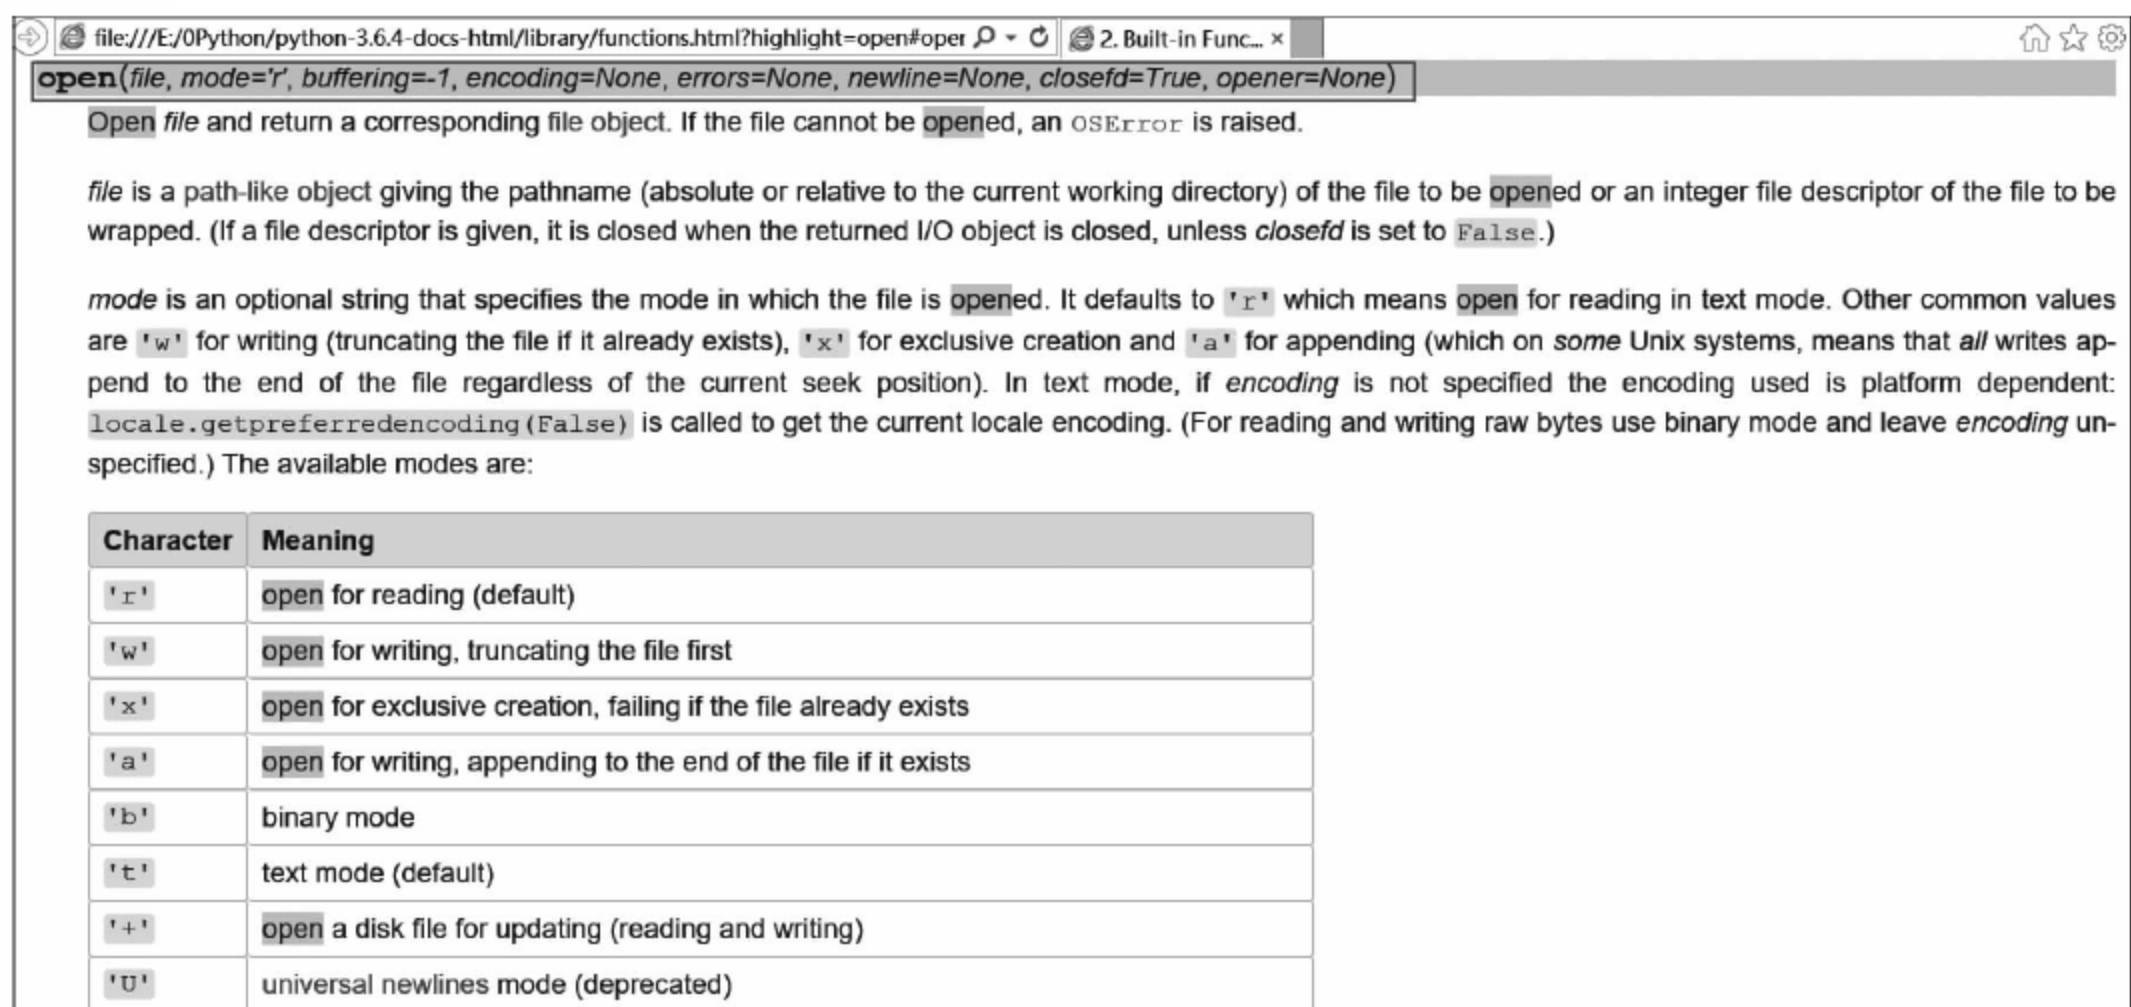 file:///E:/0Python/python-3.6.4-docs-html/library/functions.html?highlight=open#oper 2. Built-in Func... ×
open(file, mode='r', buffering=-1, encoding=None, errors=None, newline=None, closefd=True, opener=None)
Open file and return a corresponding file object. If the file cannot be opened, an OSError is raised.
file is a path-like object giving the pathname (absolute or relative to the current working directory) of the file to be opened or an integer file descriptor of the file to be
wrapped. (If a file descriptor is given, it is closed when the returned I/O object is closed, unless closefd is set to False.)
mode is an optional string that specifies the mode in which the file is opened. It defaults to 'r' which means open for reading in text mode. Other common values
are 'w' for writing (truncating the file if it already exists), 'x' for exclusive creation and 'a' for appending (which on some Unix systems, means that all writes ap-
pend to the end of the file regardless of the current seek position). In text mode, if encoding is not specified the encoding used is platform dependent:
locale.getpreferredencoding(False) is called to get the current locale encoding. (For reading and writing raw bytes use binary mode and leave encoding un-
specified.) The available modes are:
Character Meaning
'r' open for reading (default)
'w' open for writing, truncating the file first
'x' open for exclusive creation, failing if the file already exists
'a' open for writing, appending to the end of the file if it exists
'b' binary mode
't' text mode (default)
'+' open a disk file for updating (reading and writing)
'U' universal newlines mode (deprecated)